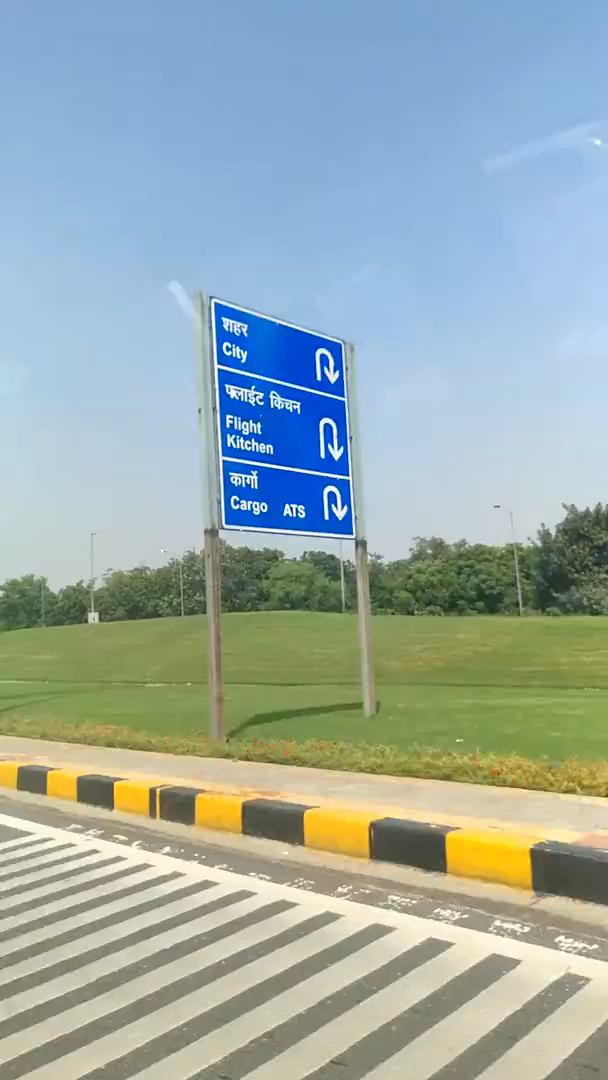 शहर
City
फ्लाईट किचन
Flight
Kitchen
कार्गो
Cargo ATS